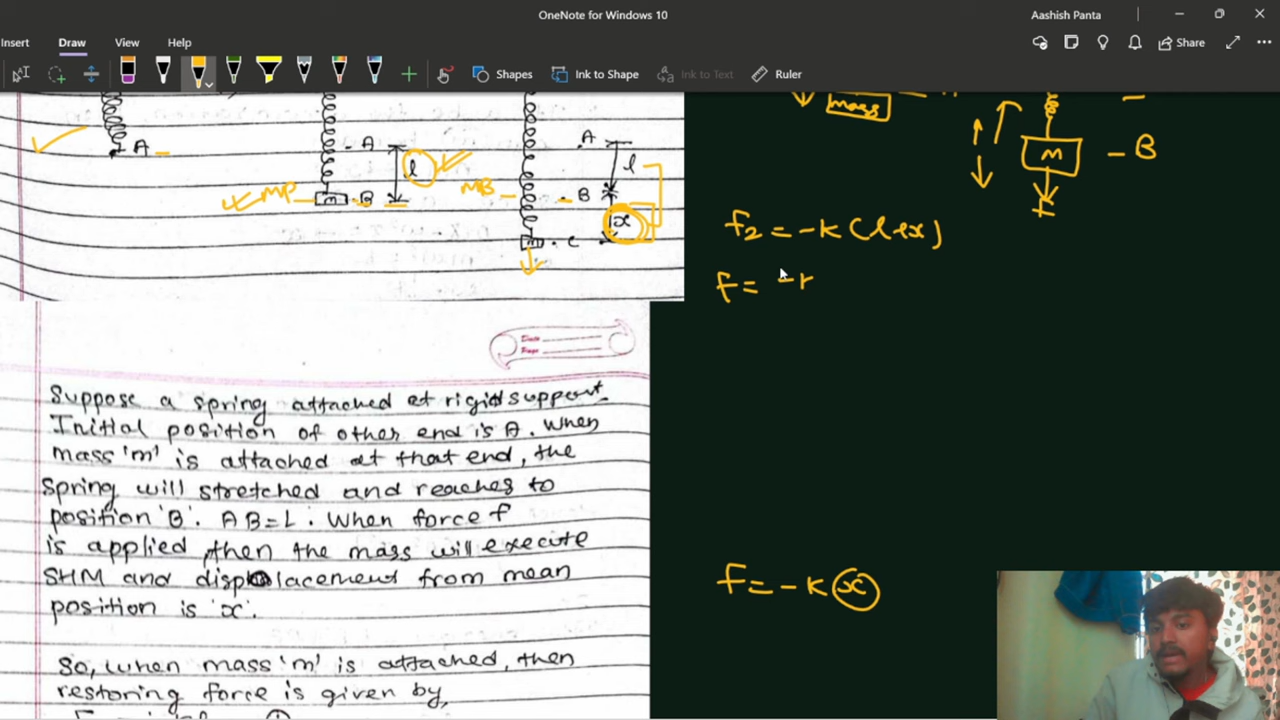 OneNote for Windows 10
Aashish Panta
Insert Draw View Help
Share
Shapes
Ink to Shape
Ink to Text
Ruler
A
A
l
MP
m
B
MB
A
l
B
x
m
C
mass
m
B
f2 = -K (l+x)
f = -r
Suppose a spring attached at rigid support.
Initial position of other end is A. When
mass 'm' is attached at that end, the
spring will stretched and reaches to
position 'B'. AB=L. When force f
is applied, then the mass will execute
SHM and displacement from mean
position is 'x'.
So, when mass 'm' is attached, then
restoring force is given by,
f = -K x